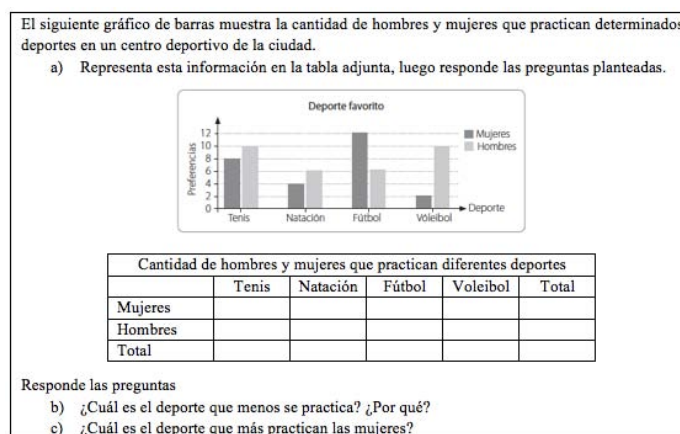 El siguiente gráfico de barras muestra la cantidad de hombres y mujeres que practican determinados
deportes en un centro deportivo de la ciudad.
a) Representa esta información en la tabla adjunta, luego responde las preguntas planteadas.
Deporte favorito
Preferencias
12
10
8
6
4
2
0
Tenis Natación Fútbol Vóleibol
Deporte
Mujeres
Hombres
Cantidad de hombres y mujeres que practican diferentes deportes
Tenis Natación Fútbol Voleibol Total
Mujeres
Hombres
Total
Responde las preguntas
b) ¿Cuál es el deporte que menos se practica? ¿Por qué?
c) ¿Cuál es el deporte que más practican las mujeres?